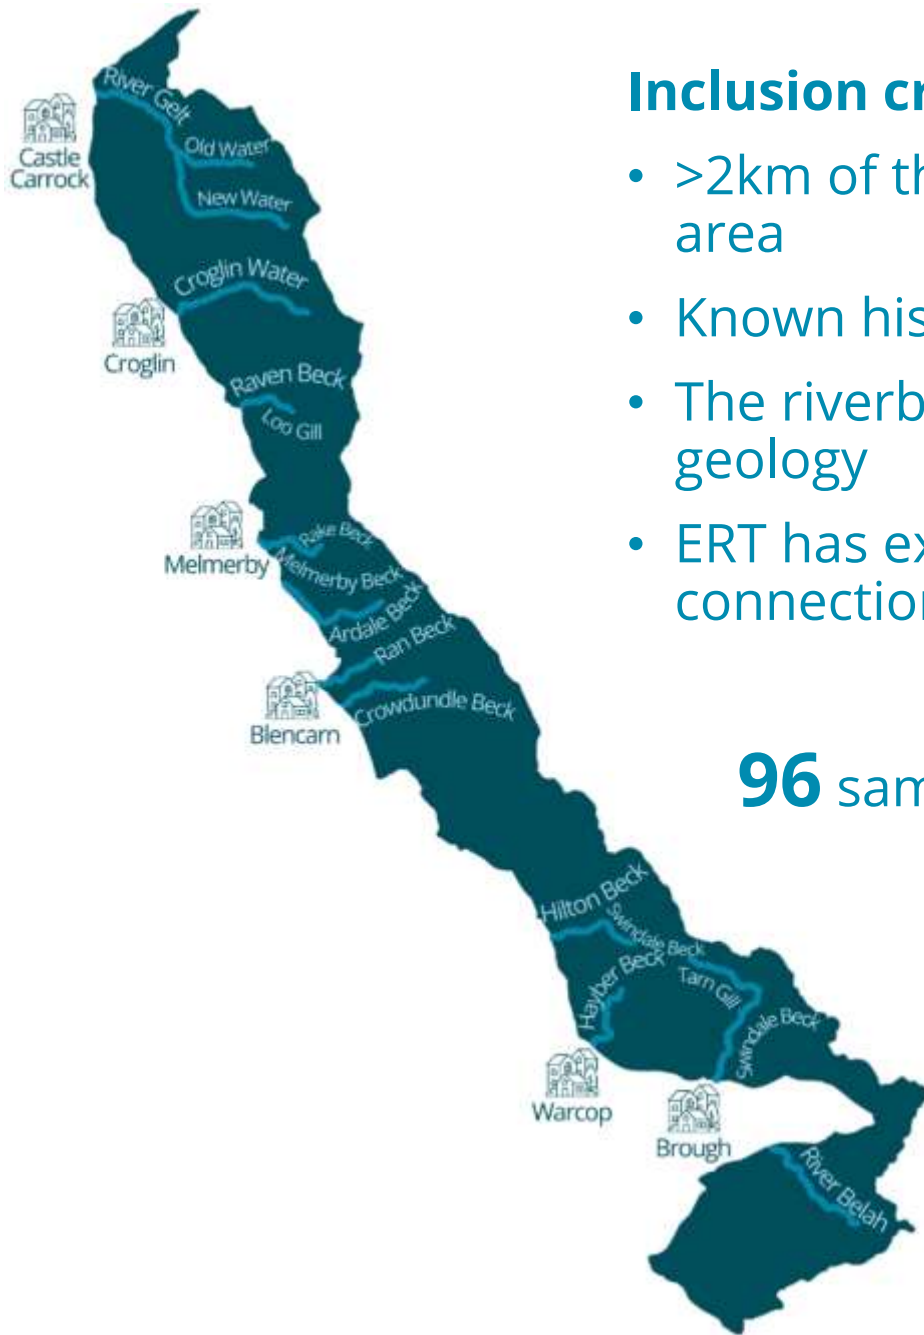 River Gelt
Castle
Carrock
Old Water
New Water
Croglin Water
Croglin
Raven Beck
Loo Gill
Melmerby
Rake Beck
Melmerby Beck
Ardale Beck
Ran Beck
Blencarn
Crowdundle Beck
Hilton Beck
Swindale Beck
Hayber Beck
Tarn Gill
Swindale Beck
Warcop
Brough
River Belah
Inclusion cr
• >2km of th
area
• Known his
• The riverb
geology
• ERT has ex
connection
96 sam